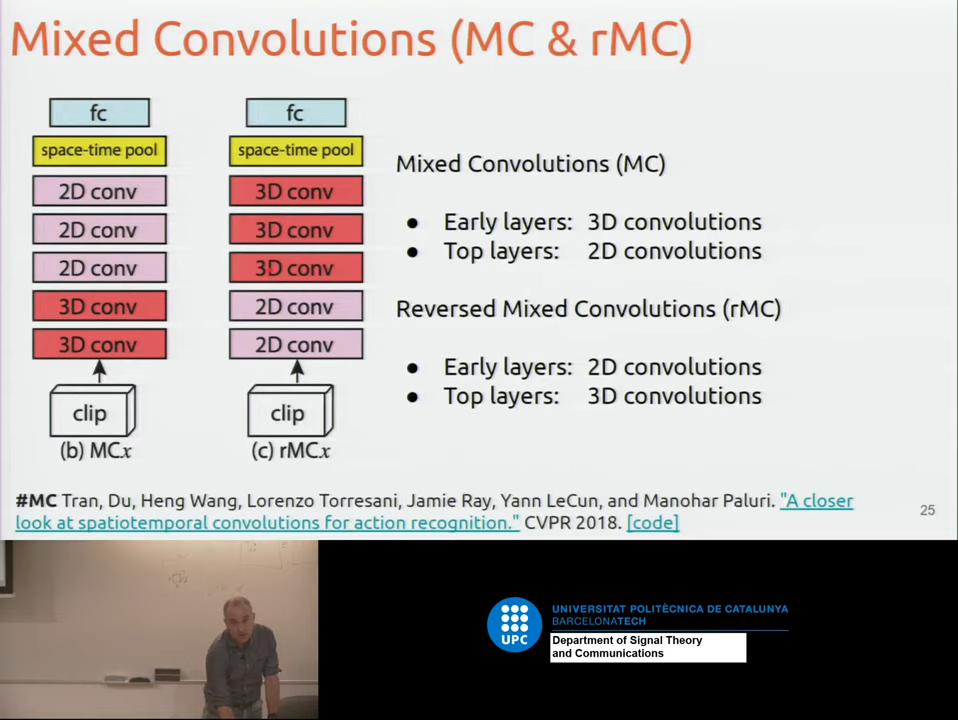 Mixed Convolutions (MC & rMC)
fc
space-time pool
2D conv
2D conv
2D conv
3D conv
3D conv
clip
(b) MCx
fc
space-time pool
3D conv
3D conv
3D conv
2D conv
2D conv
clip
(c) rMCx
Mixed Convolutions (MC)
● Early layers: 3D convolutions
● Top layers: 2D convolutions
Reversed Mixed Convolutions (rMC)
● Early layers: 2D convolutions
● Top layers: 3D convolutions
#MC Tran, Du, Heng Wang, Lorenzo Torresani, Jamie Ray, Yann LeCun, and Manohar Paluri. "A closer
look at spatiotemporal convolutions for action recognition." CVPR 2018. [code]
25
UPC
UNIVERSITAT POLITÈCNICA DE CATALUNYA
BARCELONATECH
Department of Signal Theory
and Communications